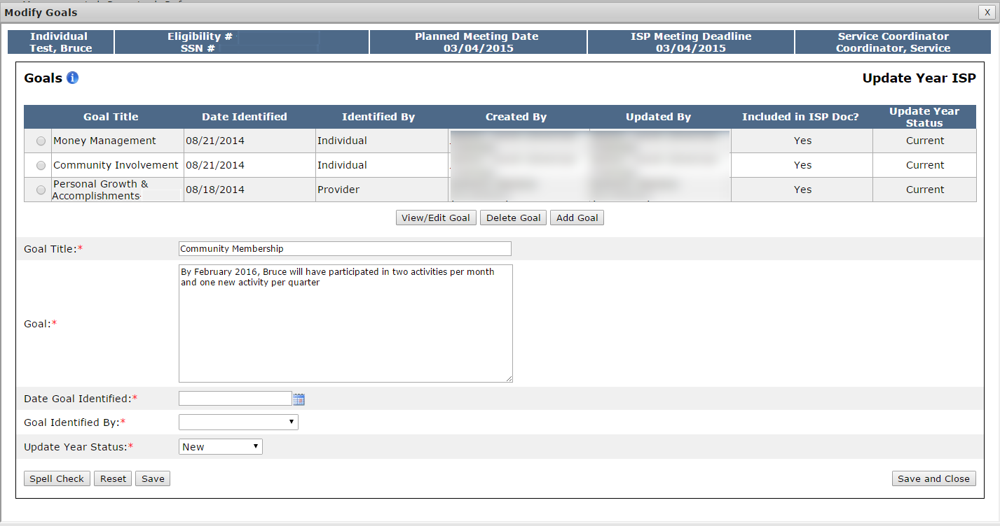 Modify Goals
X
Individual
Test, Bruce
Eligibility #
SSN #
Planned Meeting Date
03/04/2015
ISP Meeting Deadline
03/04/2015
Service Coordinator
Coordinator, Service
Goals
Update Year ISP
Goal Title Date Identified Identified By Created By Updated By Included in ISP Doc? Update Year Status
Money Management 08/21/2014 Individual Yes Current
Community Involvement 08/21/2014 Individual Yes Current
Personal Growth &
Accomplishments 08/18/2014 Provider Yes Current
View/Edit Goal Delete Goal Add Goal
Goal Title:* Community Membership
Goal:*
By February 2016, Bruce will have participated in two activities per month
and one new activity per quarter
Date Goal Identified:*
Goal Identified By:*
Update Year Status:* New
Spell Check Reset Save Save and Close